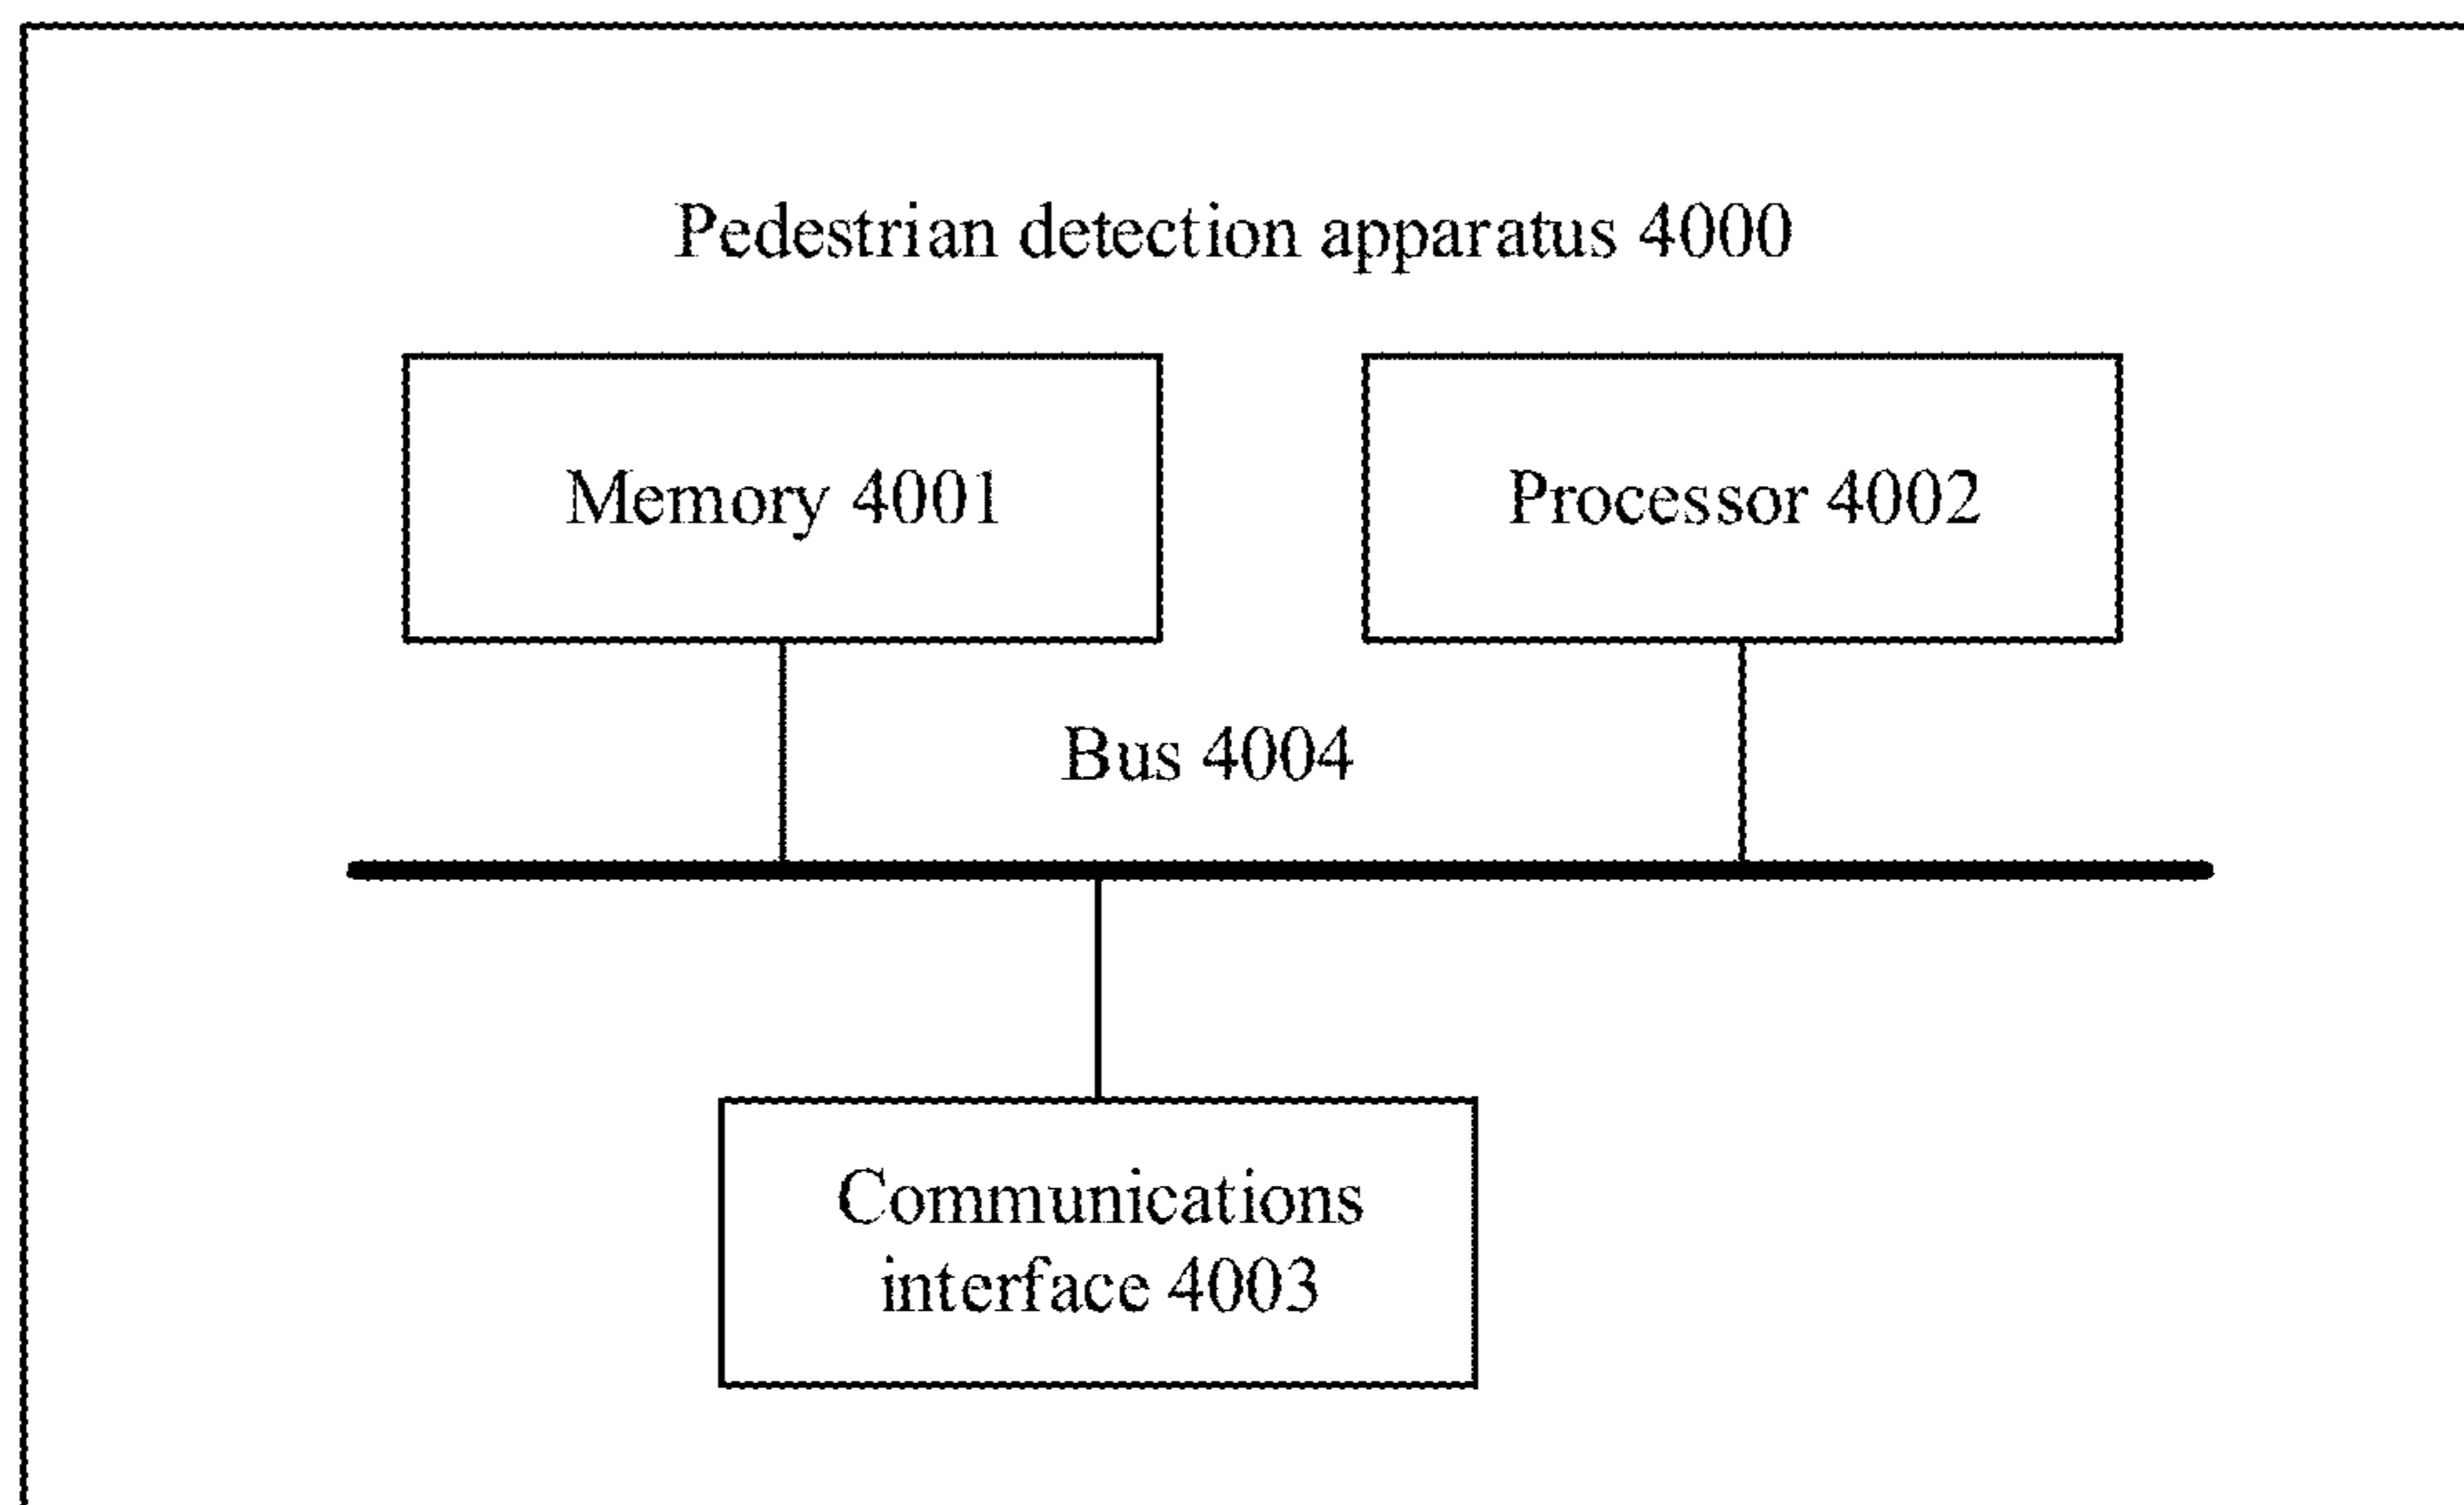 Pedestrian detection apparatus 4000
Memory 4001
Processor 4002
Bus 4004
Communications
interface 4003